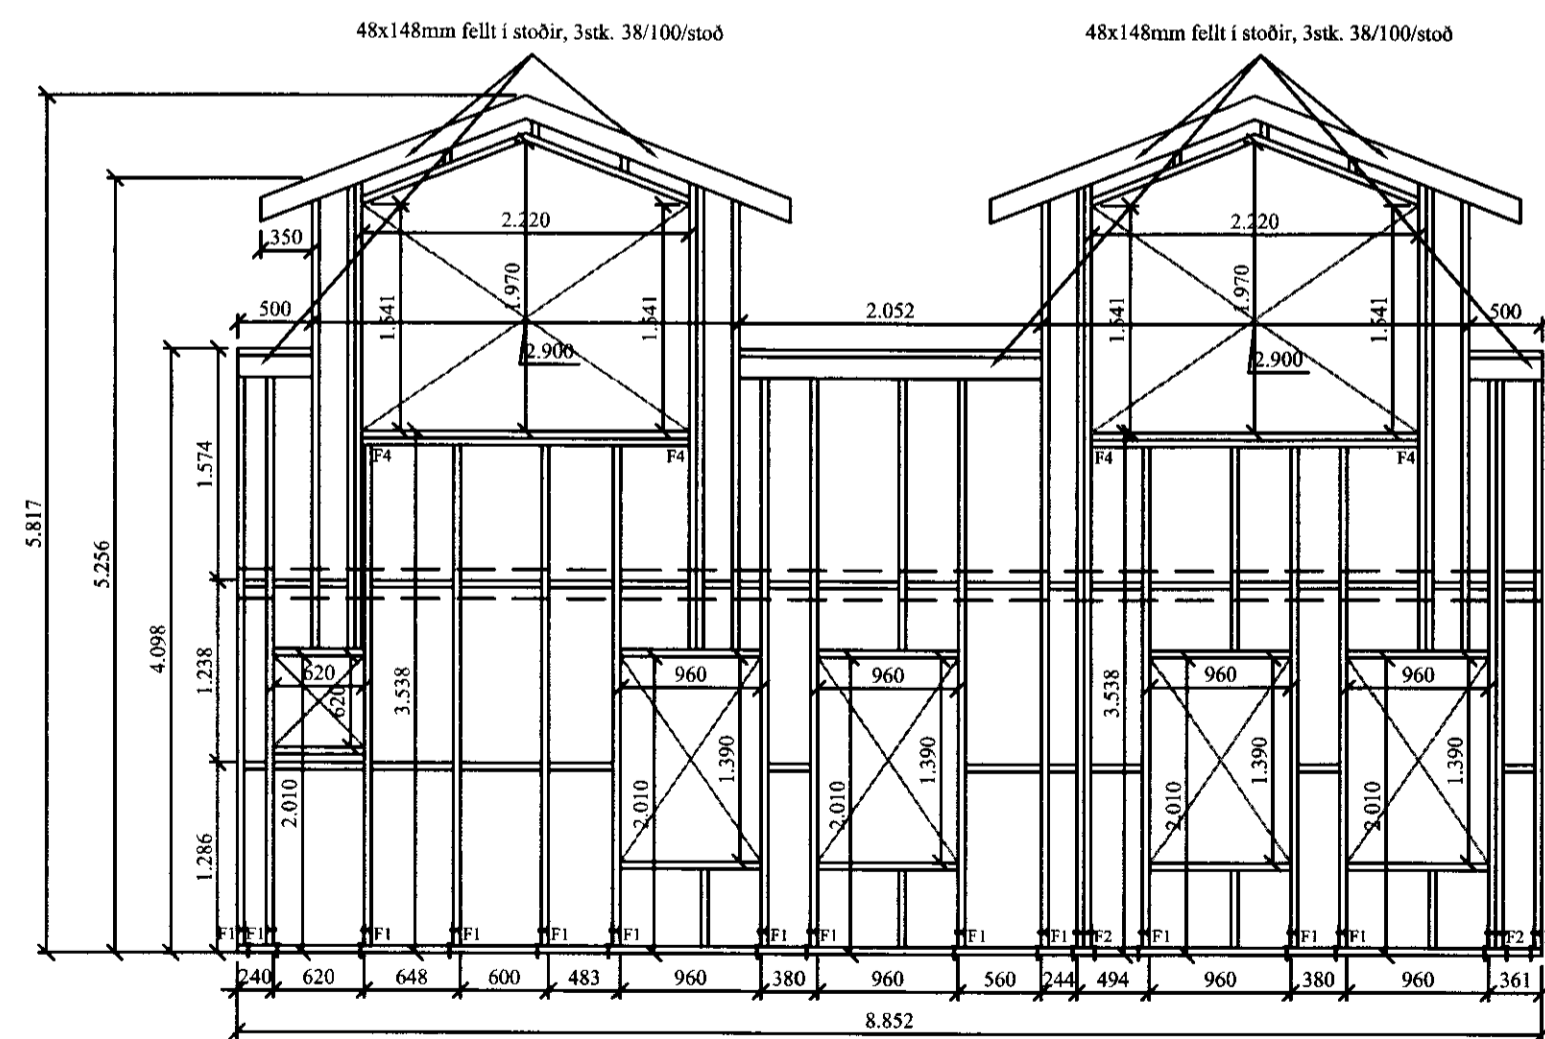 48x148mm fellt í stoðir, 3stk. 38/100/stoð
48x148mm fellt í stoðir, 3stk. 38/100/stoð
350
2.220
2.220
500
1.541
1.970
1.541
2.052
1.541
1.970
1.541
500
2.900
2.900
5.817
5.256
4.098
1.574
1.238
1.286
F4
F4
F4
F4
620
620
2.010
3.538
960
1.390
2.010
960
1.390
2.010
3.538
960
1.390
2.010
960
1.390
2.010
F1
F1
F1
F1
F1
F1
F1
F1
F1
F1
F2
F1
F1
F1
F2
240
620
648
600
483
960
380
960
560
244
494
960
380
960
361
8.852